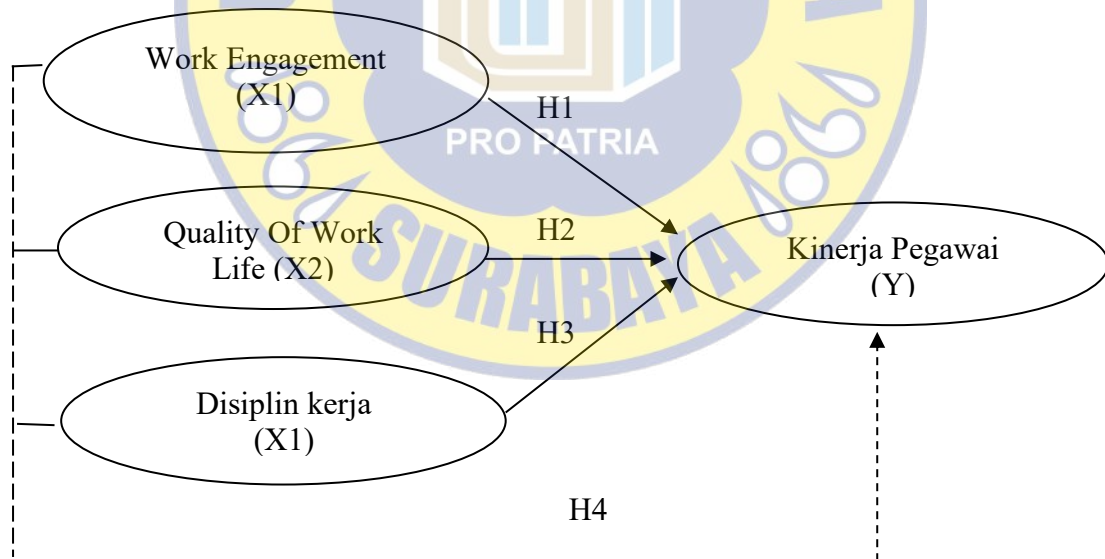 Work Engagement
(X1)
H1
PRO PATRIA
Quality Of Work
Life (X2)
H2
Kinerja Pegawai
(Y)
SURABAYA
H3
Disiplin kerja
(X1)
H4